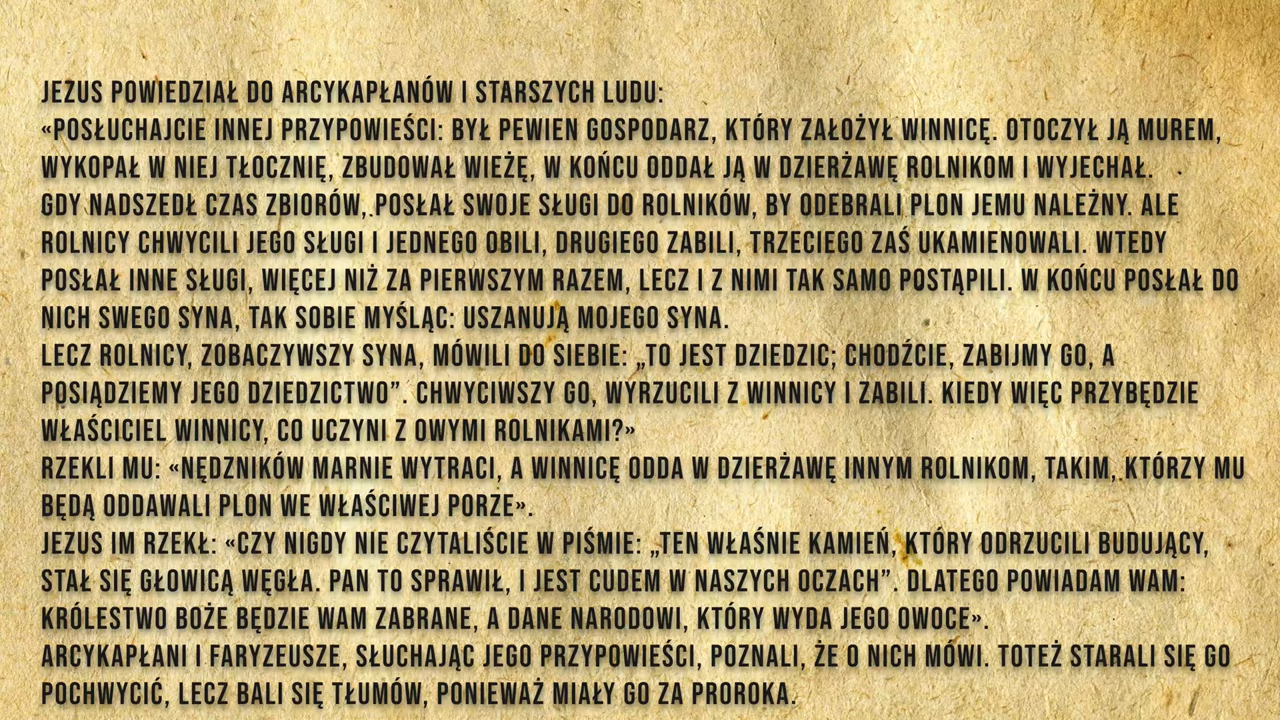 JEZUS POWIEDZIAŁ DO ARCYKAPŁANÓW I STARSZYCH LUDU:
«POSŁUCHAJCIE INNEJ PRZYPOWIEŚCI: BYŁ PEWIEN GOSPODARZ, KTÓRY ZAŁOŻYŁ WINNICĘ. OTOCZYŁ JĄ MUREM,
WYKOPAŁ W NIEJ TŁOCZNIĘ, ZBUDOWAŁ WIEŻĘ, W KOŃCU ODDAŁ JĄ W DZIERŻAWĘ ROLNIKOM I WYJECHAŁ.
GDY NADSZEDŁ CZAS ZBIORÓW, POSŁAŁ SWOJE SŁUGI DO ROLNIKÓW, BY ODEBRALI PLON JEMU NALEŻNY. ALE
ROLNICY CHWYCILI JEGO SŁUGI I JEDNEGO OBILI, DRUGIEGO ZABILI, TRZECIEGO ZAŚ UKAMIENOWALI. WTEDY
POSŁAŁ INNE SŁUGI, WIĘCEJ NIŻ ZA PIERWSZYM RAZEM, LECZ I Z NIMI TAK SAMO POSTĄPILI. W KOŃCU POSŁAŁ DO
NICH SWEGO SYNA, TAK SOBIE MYŚLĄC: USZANUJĄ MOJEGO SYNA.
LECZ ROLNICY, ZOBACZYWSZY SYNA, MÓWILI DO SIEBIE: „TO JEST DZIEDZIC; CHODŹCIE, ZABIJMY GO, A
POSIĄDZIEMY JEGO DZIEDZICTWO”. CHWYCIWSZY GO, WYRZUCILI Z WINNICY I ZABILI. KIEDY WIĘC PRZYBĘDZIE
WŁAŚCICIEL WINNICY, CO UCZYNI Z OWYMI ROLNIKAMI?»
RZEKLI MU: «NĘDZNIKÓW MARNIE WYTRACI, A WINNICĘ ODDA W DZIERŻAWĘ INNYM ROLNIKOM, TAKIM, KTÓRZY MU
BĘDĄ ODDAWALI PLON WE WŁAŚCIWEJ PORZE».
JEZUS IM RZEKŁ: «CZY NIGDY NIE CZYTALIŚCIE W PIŚMIE: „TEN WŁAŚNIE KAMIEŃ, KTÓRY ODRZUCILI BUDUJĄCY,
STAŁ SIĘ GŁOWICĄ WĘGŁA. PAN TO SPRAWIŁ, I JEST CUDEM W NASZYCH OCZACH”. DLATEGO POWIADAM WAM:
KRÓLESTWO BOŻE BĘDZIE WAM ZABRANE, A DANE NARODOWI, KTÓRY WYDA JEGO OWOCE».
ARCYKAPŁANI I FARYZEUSZE, SŁUCHAJĄC JEGO PRZYPOWIEŚCI, POZNALI, ŻE O NICH MÓWI. TOTEŻ STARALI SIĘ GO
POCHWYCIĆ, LECZ BALI SIĘ TŁUMÓW, PONIEWAŻ MIAŁY GO ZA PROROKA.